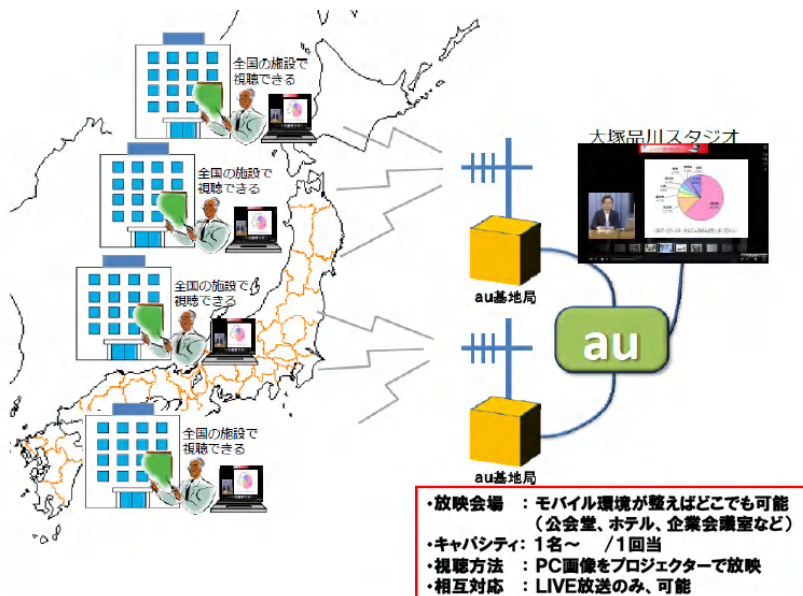 全国の施設で
視聴できる
全国の施設で
視聴できる
全国の施設で
視聴できる
全国の施設で
視聴できる
大塚品川スタジオ
au基地局
au
au基地局
・放映会場 : モバイル環境が整えばどこでも可能
(公会堂、ホテル、企業会議室など)
・キャパシティ: 1名~ /1回当
・視聴方法 : PC画像をプロジェクターで放映
・相互対応 : LIVE放送のみ、可能